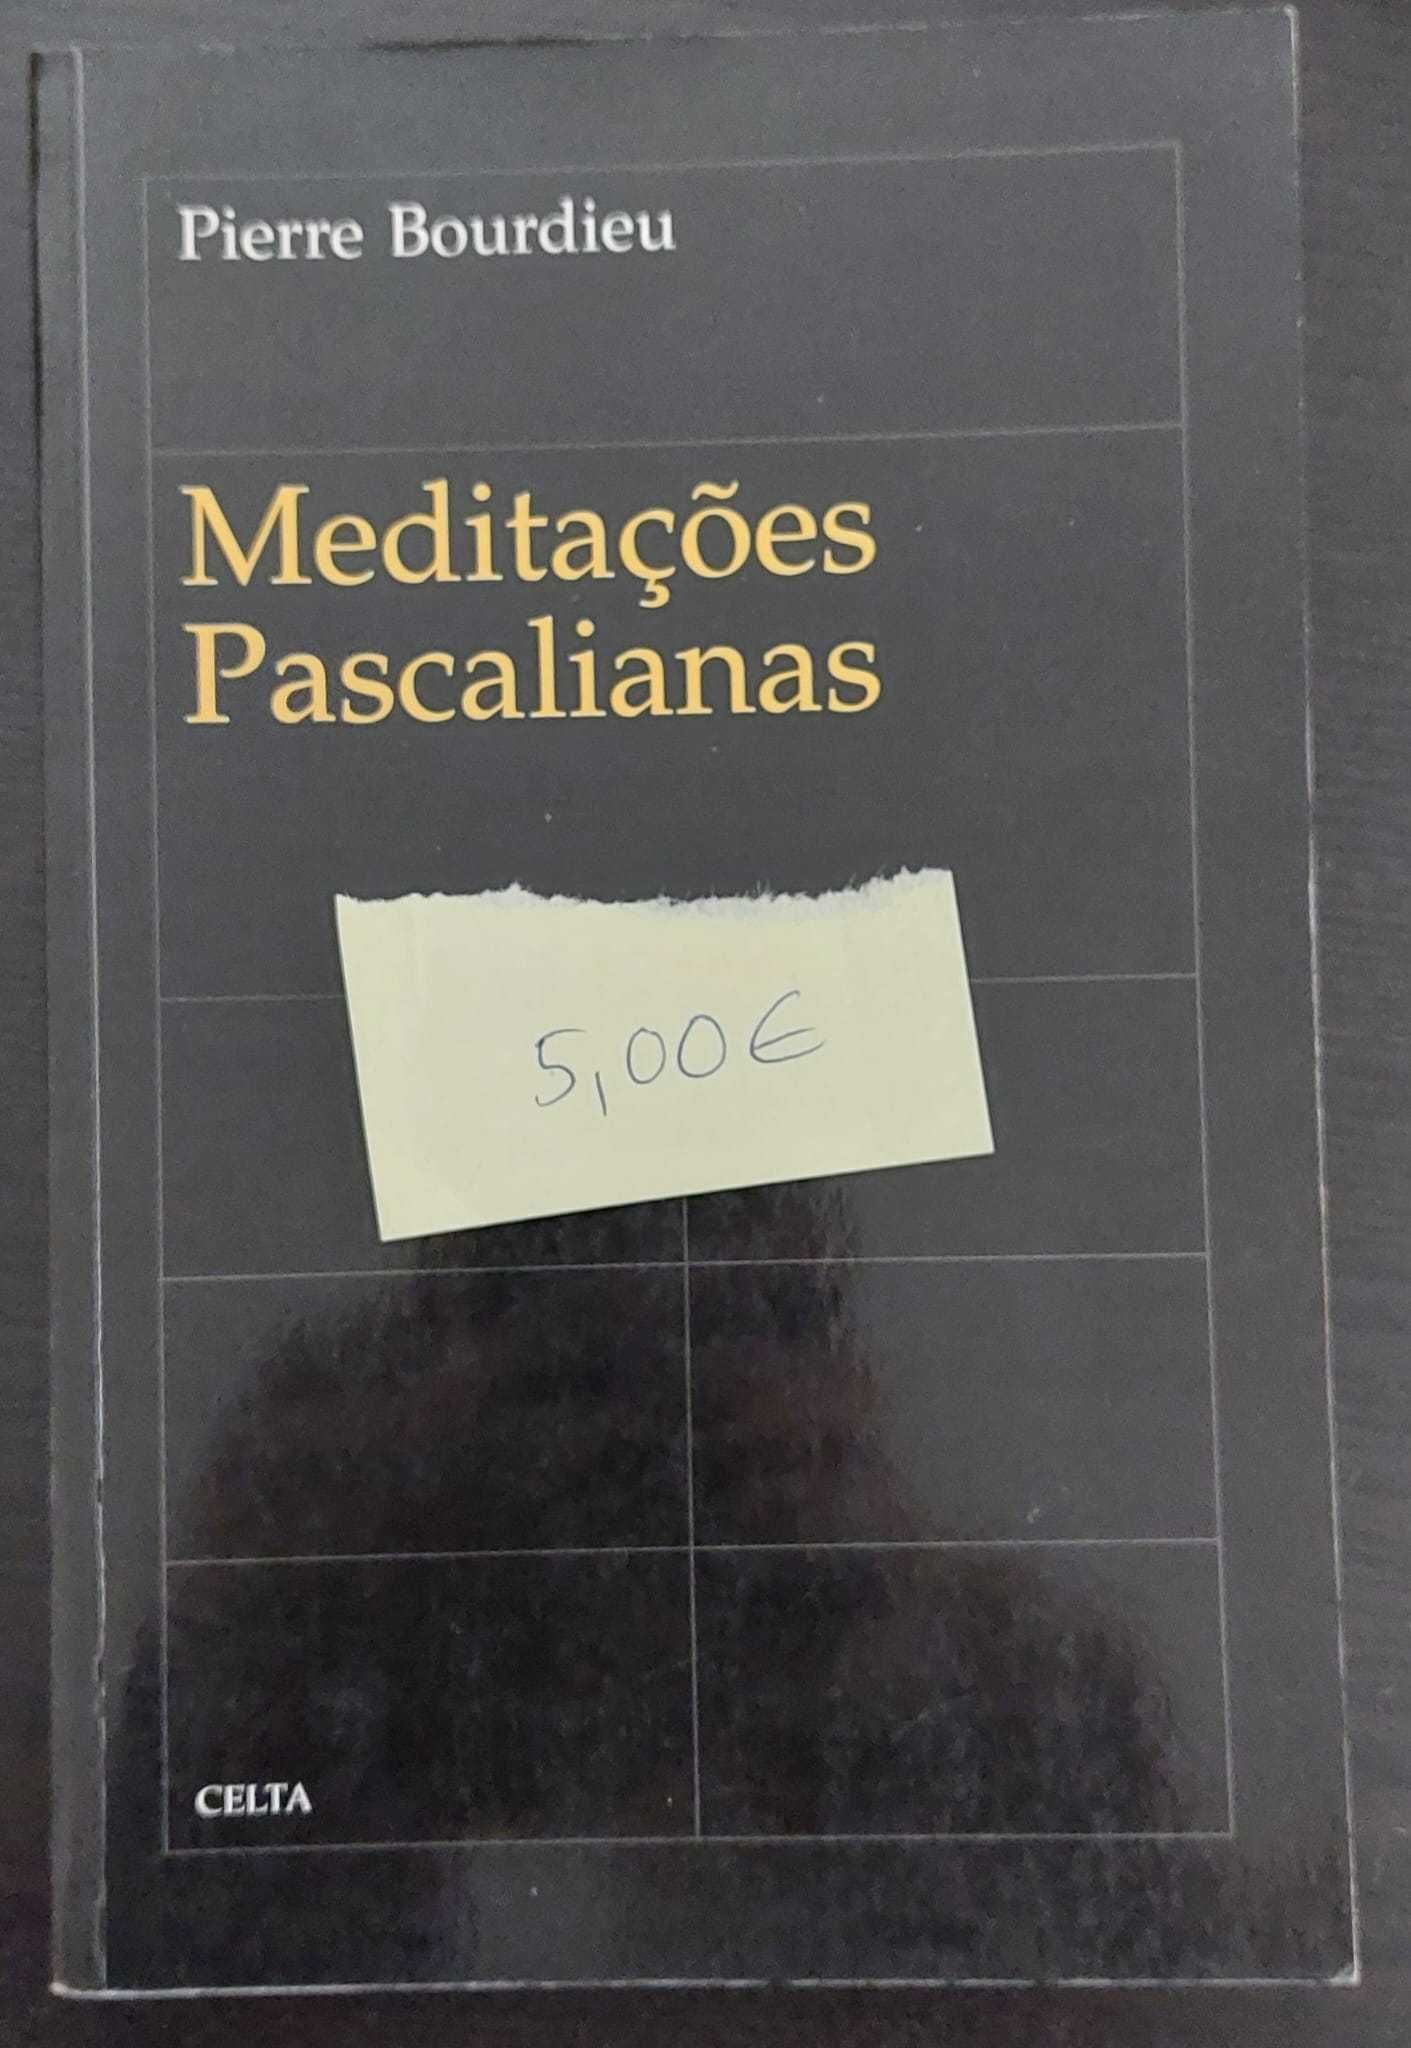 Pierre Bourdieu
Meditações
Pascalianas
5,00€
CELTA